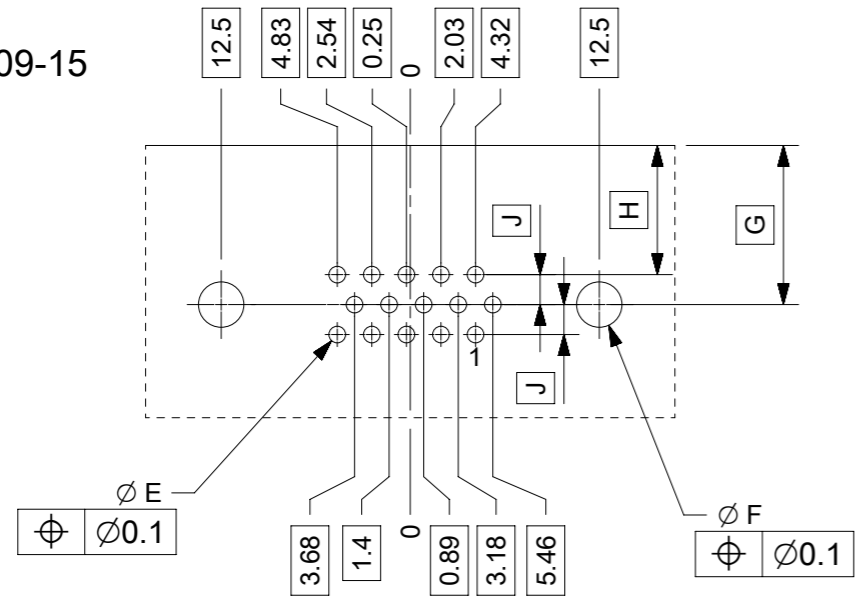 09-15
12.5
4.83
2.54
0.25
0
2.03
4.32
12.5
J
H
G
1
J
Ø E
⌖ Ø0.1
Ø F
⌖ Ø0.1
3.68
1.4
0
0.89
3.18
5.46